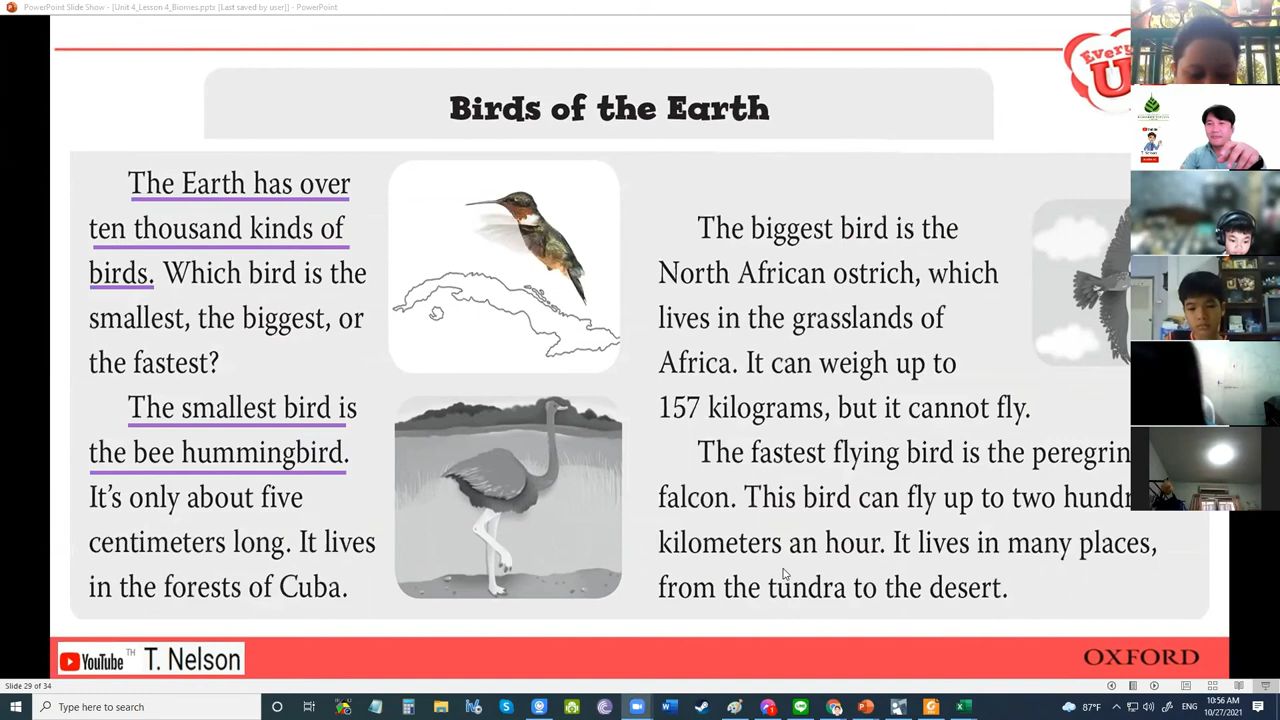 PowerPoint Slide Show - [Unit 4_Lesson 4_Biomes.pptx [Last saved by user]] - PowerPoint
Every
U
Birds of the Earth
The Earth has over
ten thousand kinds of
birds. Which bird is the
smallest, the biggest, or
the fastest?
The smallest bird is
the bee hummingbird.
It's only about five
centimeters long. It lives
in the forests of Cuba.
The biggest bird is the
North African ostrich, which
lives in the grasslands of
Africa. It can weigh up to
157 kilograms, but it cannot fly.
The fastest flying bird is the peregrin
falcon. This bird can fly up to two hundr
kilometers an hour. It lives in many places,
from the tundra to the desert.
YouTube TH T. Nelson
OXFORD
Slide 29 of 34
Type here to search
87°F
10:56 AM
10/27/2021